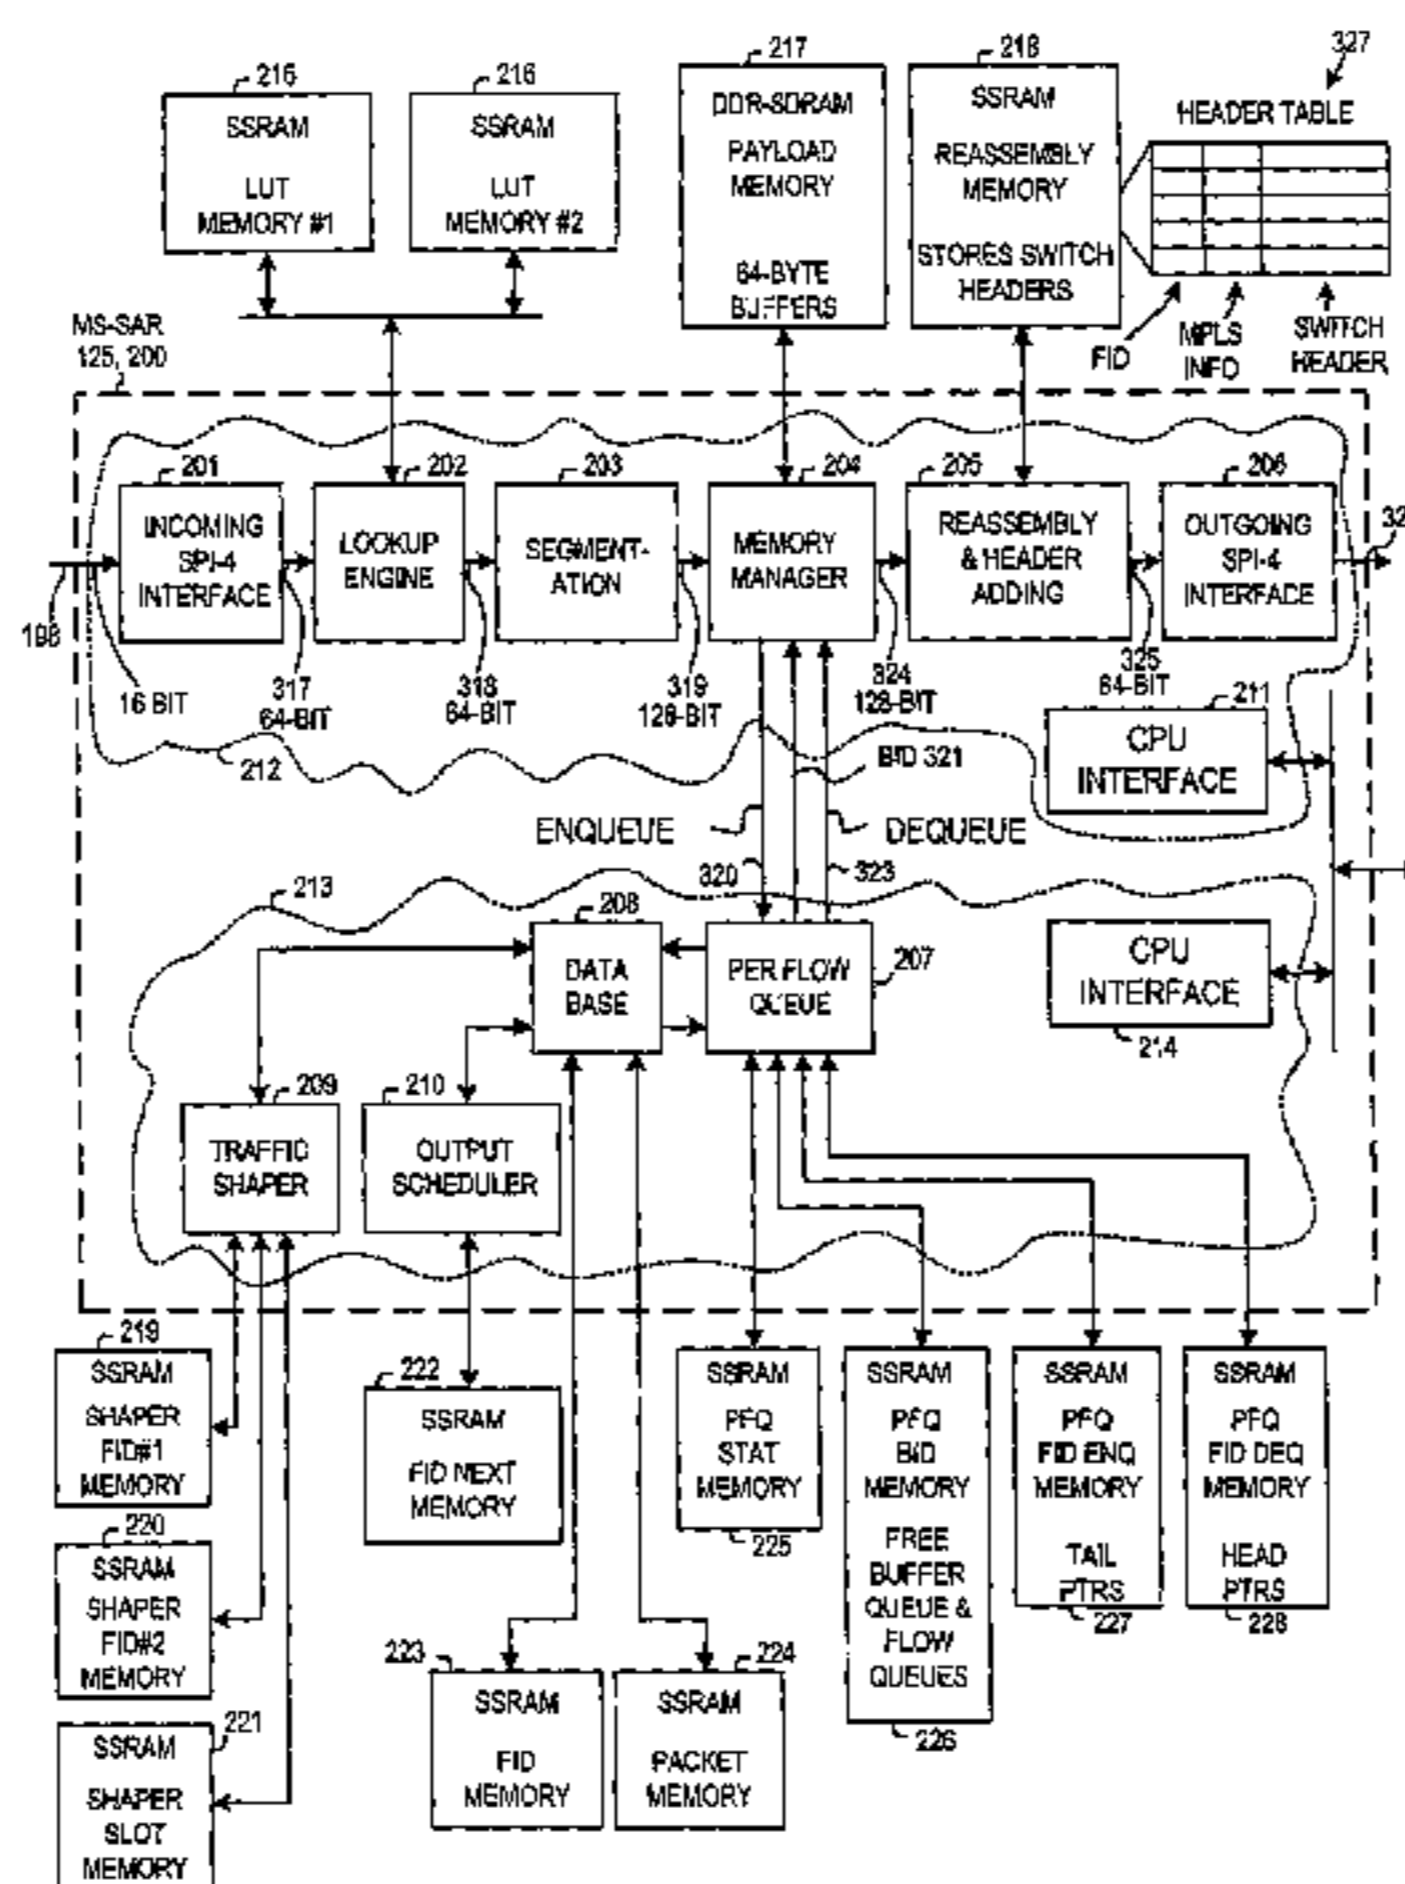 215
SSRAM
LUT
MEMORY #1
216
SSRAM
LUT
MEMORY #2
217
DDR-SDRAM
PAYLOAD
MEMORY
64-BYTE
BUFFERS
218
SSRAM
REASSEMBLY
MEMORY
STORES SWITCH
HEADERS
327
HEADER TABLE
FID
MPLS
INFO
SWITCH
HEADER
MS-SAR
125, 200
201
INCOMING
SPI-4
INTERFACE
202
LOOKUP
ENGINE
203
SEGMENT-
ATION
204
MEMORY
MANAGER
205
REASSEMBLY
& HEADER
ADDING
206
OUTGOING
SPI-4
INTERFACE
198
16 BIT
317
64-BIT
318
64-BIT
319
128-BIT
324
128-BIT
325
64-BIT
212
BID 321
211
CPU
INTERFACE
ENQUEUE
DEQUEUE
320
323
213
208
DATA
BASE
PER FLOW
QUEUE
207
CPU
INTERFACE
214
209
TRAFFIC
SHAPER
210
OUTPUT
SCHEDULER
219
SSRAM
SHAPER
FID#1
MEMORY
220
SSRAM
SHAPER
FID#2
MEMORY
221
SSRAM
SHAPER
SLOT
MEMORY
222
SSRAM
FID NEXT
MEMORY
223
SSRAM
FID
MEMORY
224
SSRAM
PACKET
MEMORY
SSRAM
PFQ
STAT
MEMORY
225
SSRAM
PFQ
BID
MEMORY
FREE
BUFFER
QUEUE &
FLOW
QUEUES
226
SSRAM
PFQ
FID ENQ
MEMORY
TAIL
PTRS
227
SSRAM
PFQ
FID DEQ
MEMORY
HEAD
PTRS
228